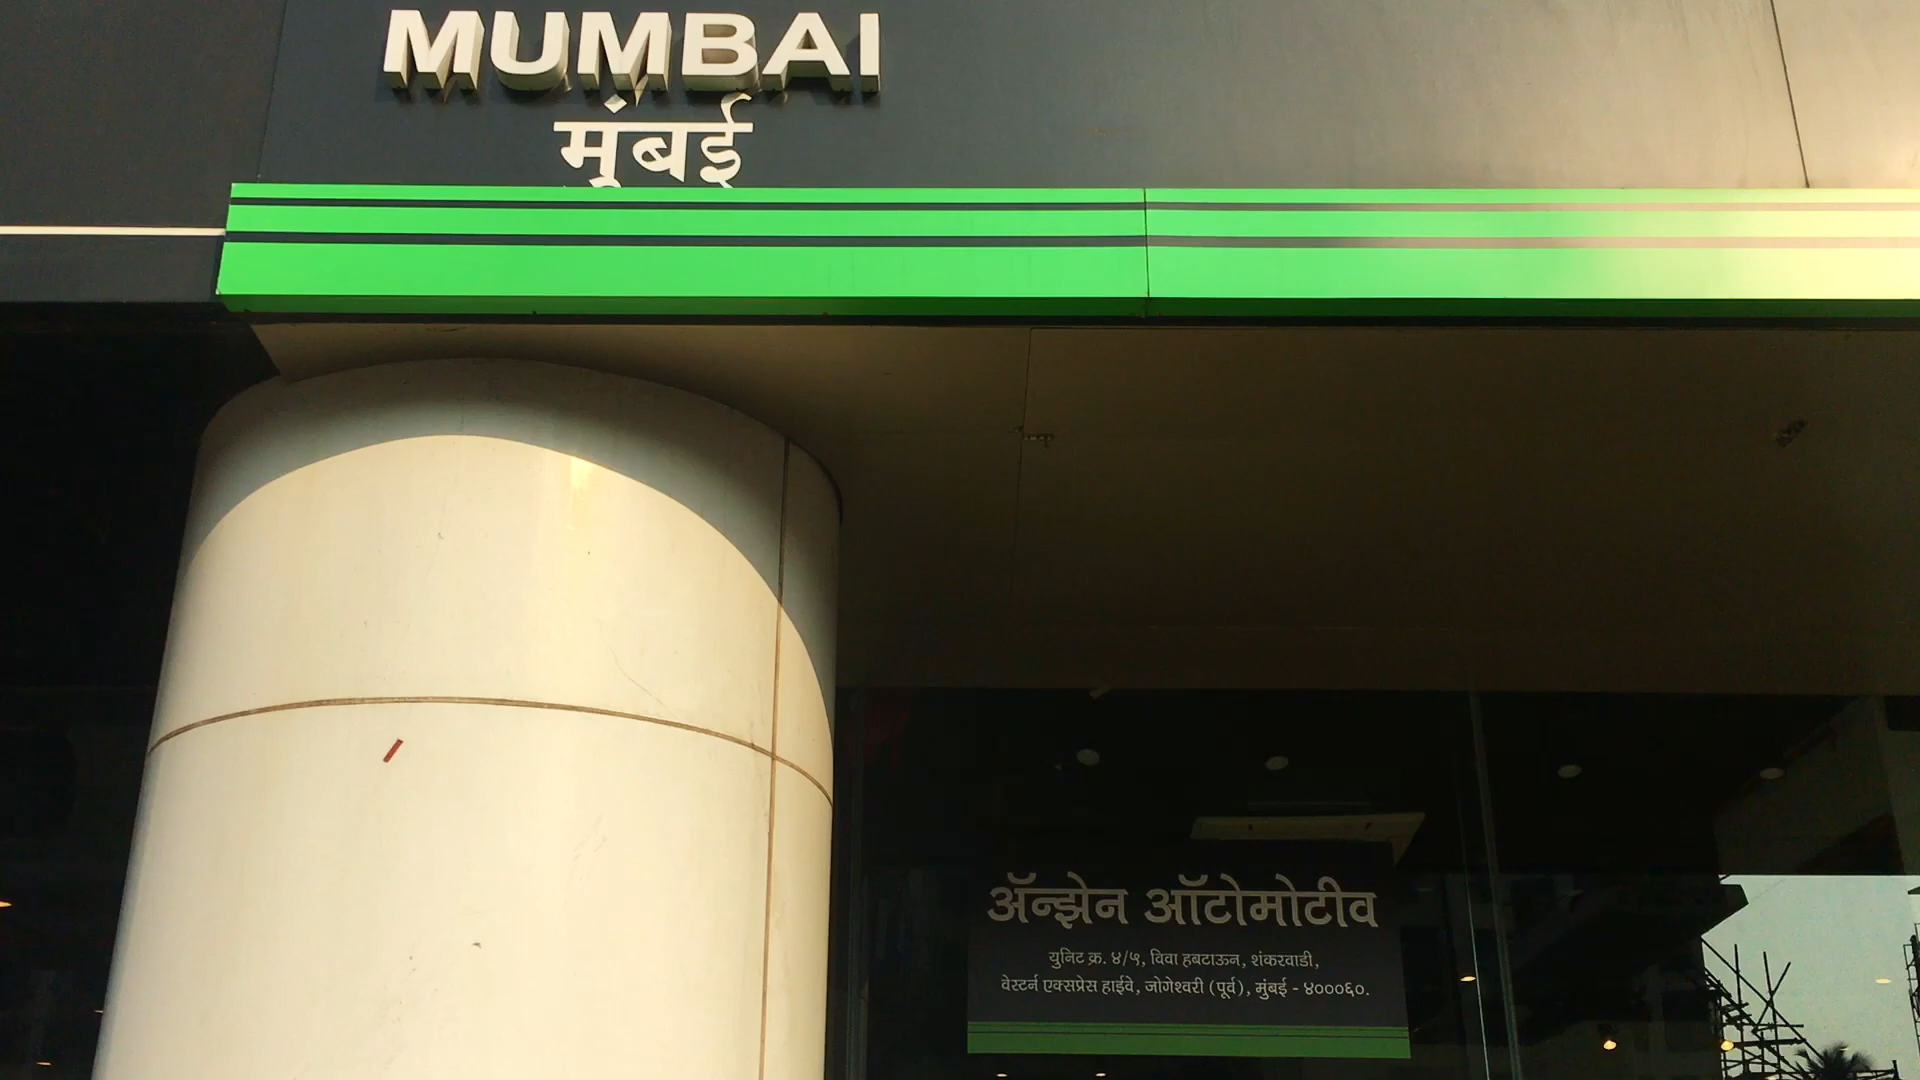 MUMBAI
मुंबई
ॲन्झेन ऑटोमोटीव
युनिट क्र. ४/५, विवा हबटाऊन, शंकरवाडी,
वेस्टर्न एक्सप्रेस हाईवे, जोगेश्वरी (पूर्व), मुंबई - ४०००६०.